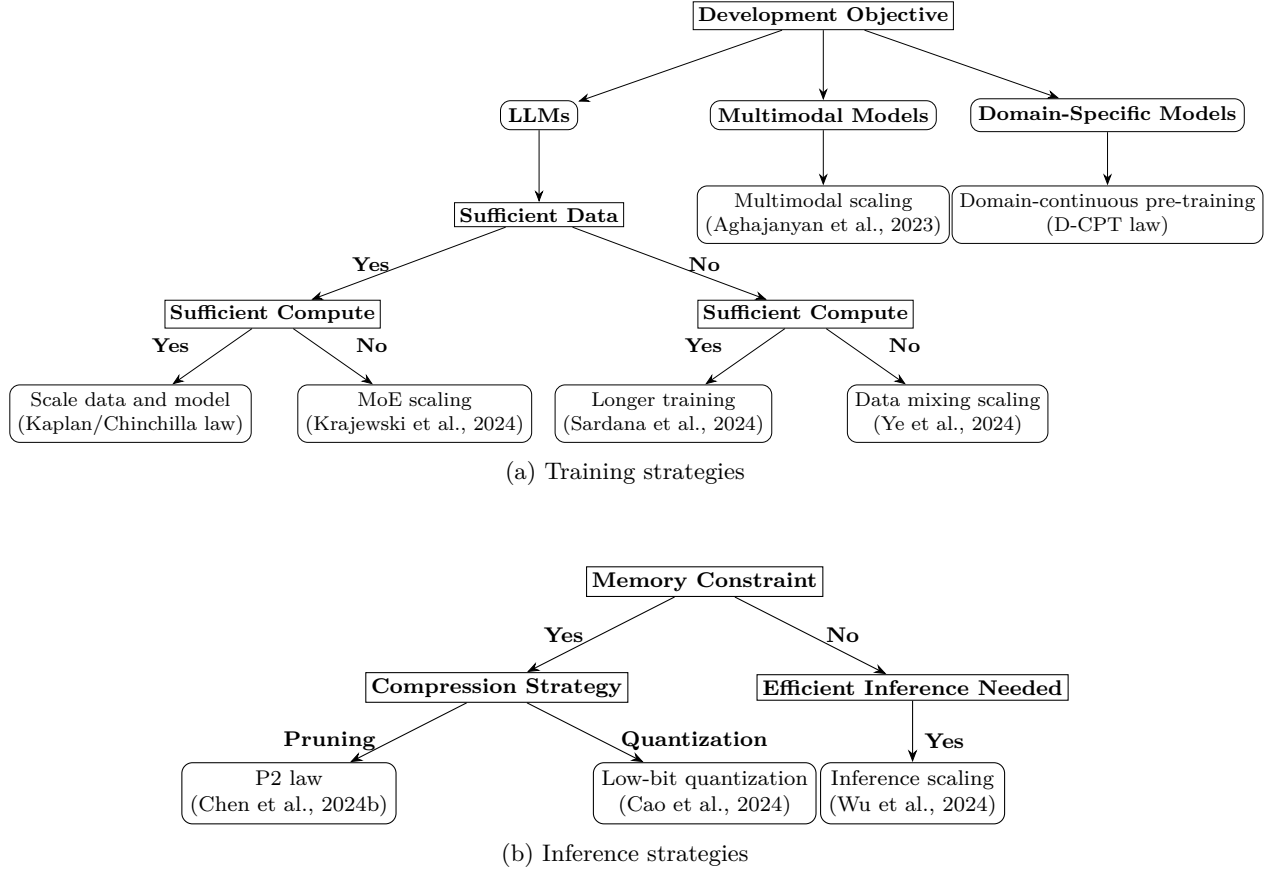 Development Objective
LLMs
Multimodal Models
Domain-Specific Models
Multimodal scaling
(Aghajanyan et al., 2023)
Domain-continuous pre-training
(D-CPT law)
Sufficient Data
Yes
No
Sufficient Compute
Sufficient Compute
Yes
No
Yes
No
Scale data and model
(Kaplan/Chinchilla law)
MoE scaling
(Krajewski et al., 2024)
Longer training
(Sardana et al., 2024)
Data mixing scaling
(Ye et al., 2024)
(a) Training strategies
Memory Constraint
Yes
No
Compression Strategy
Efficient Inference Needed
Pruning
Quantization
Yes
P2 law
(Chen et al., 2024b)
Low-bit quantization
(Cao et al., 2024)
Inference scaling
(Wu et al., 2024)
(b) Inference strategies